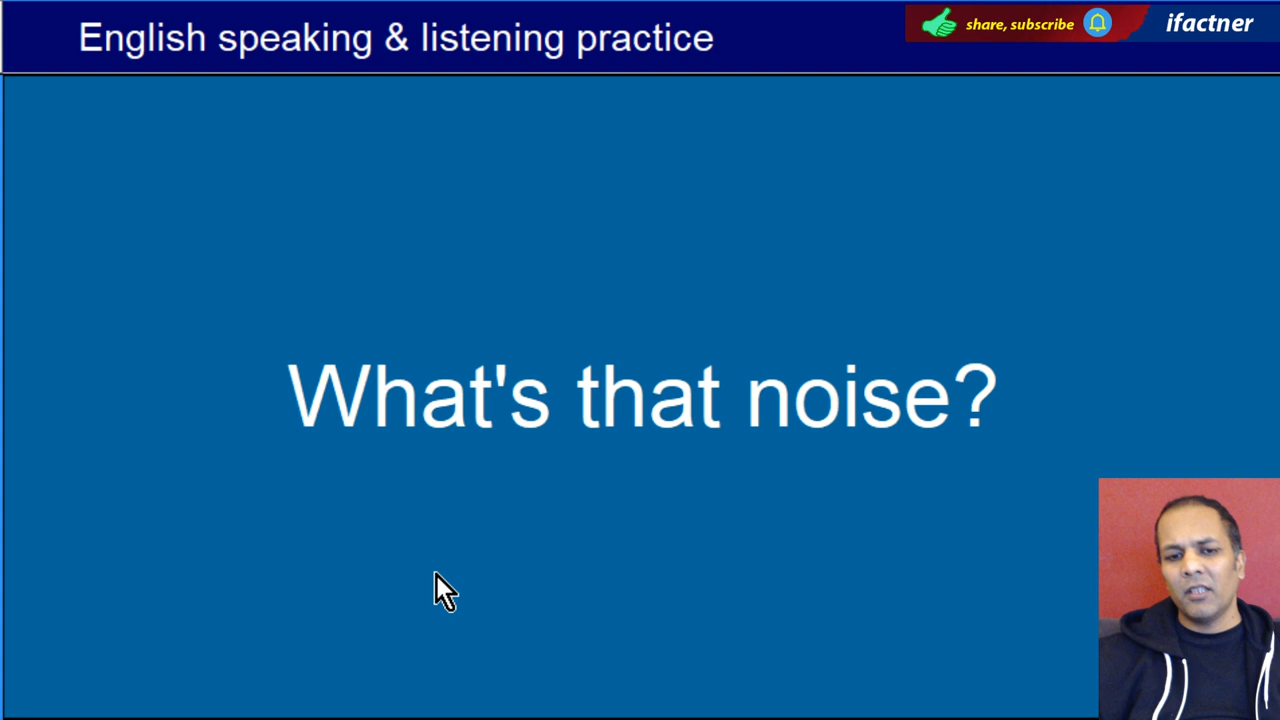 English speaking & listening practice
share, subscribe
ifactner
What's that noise?